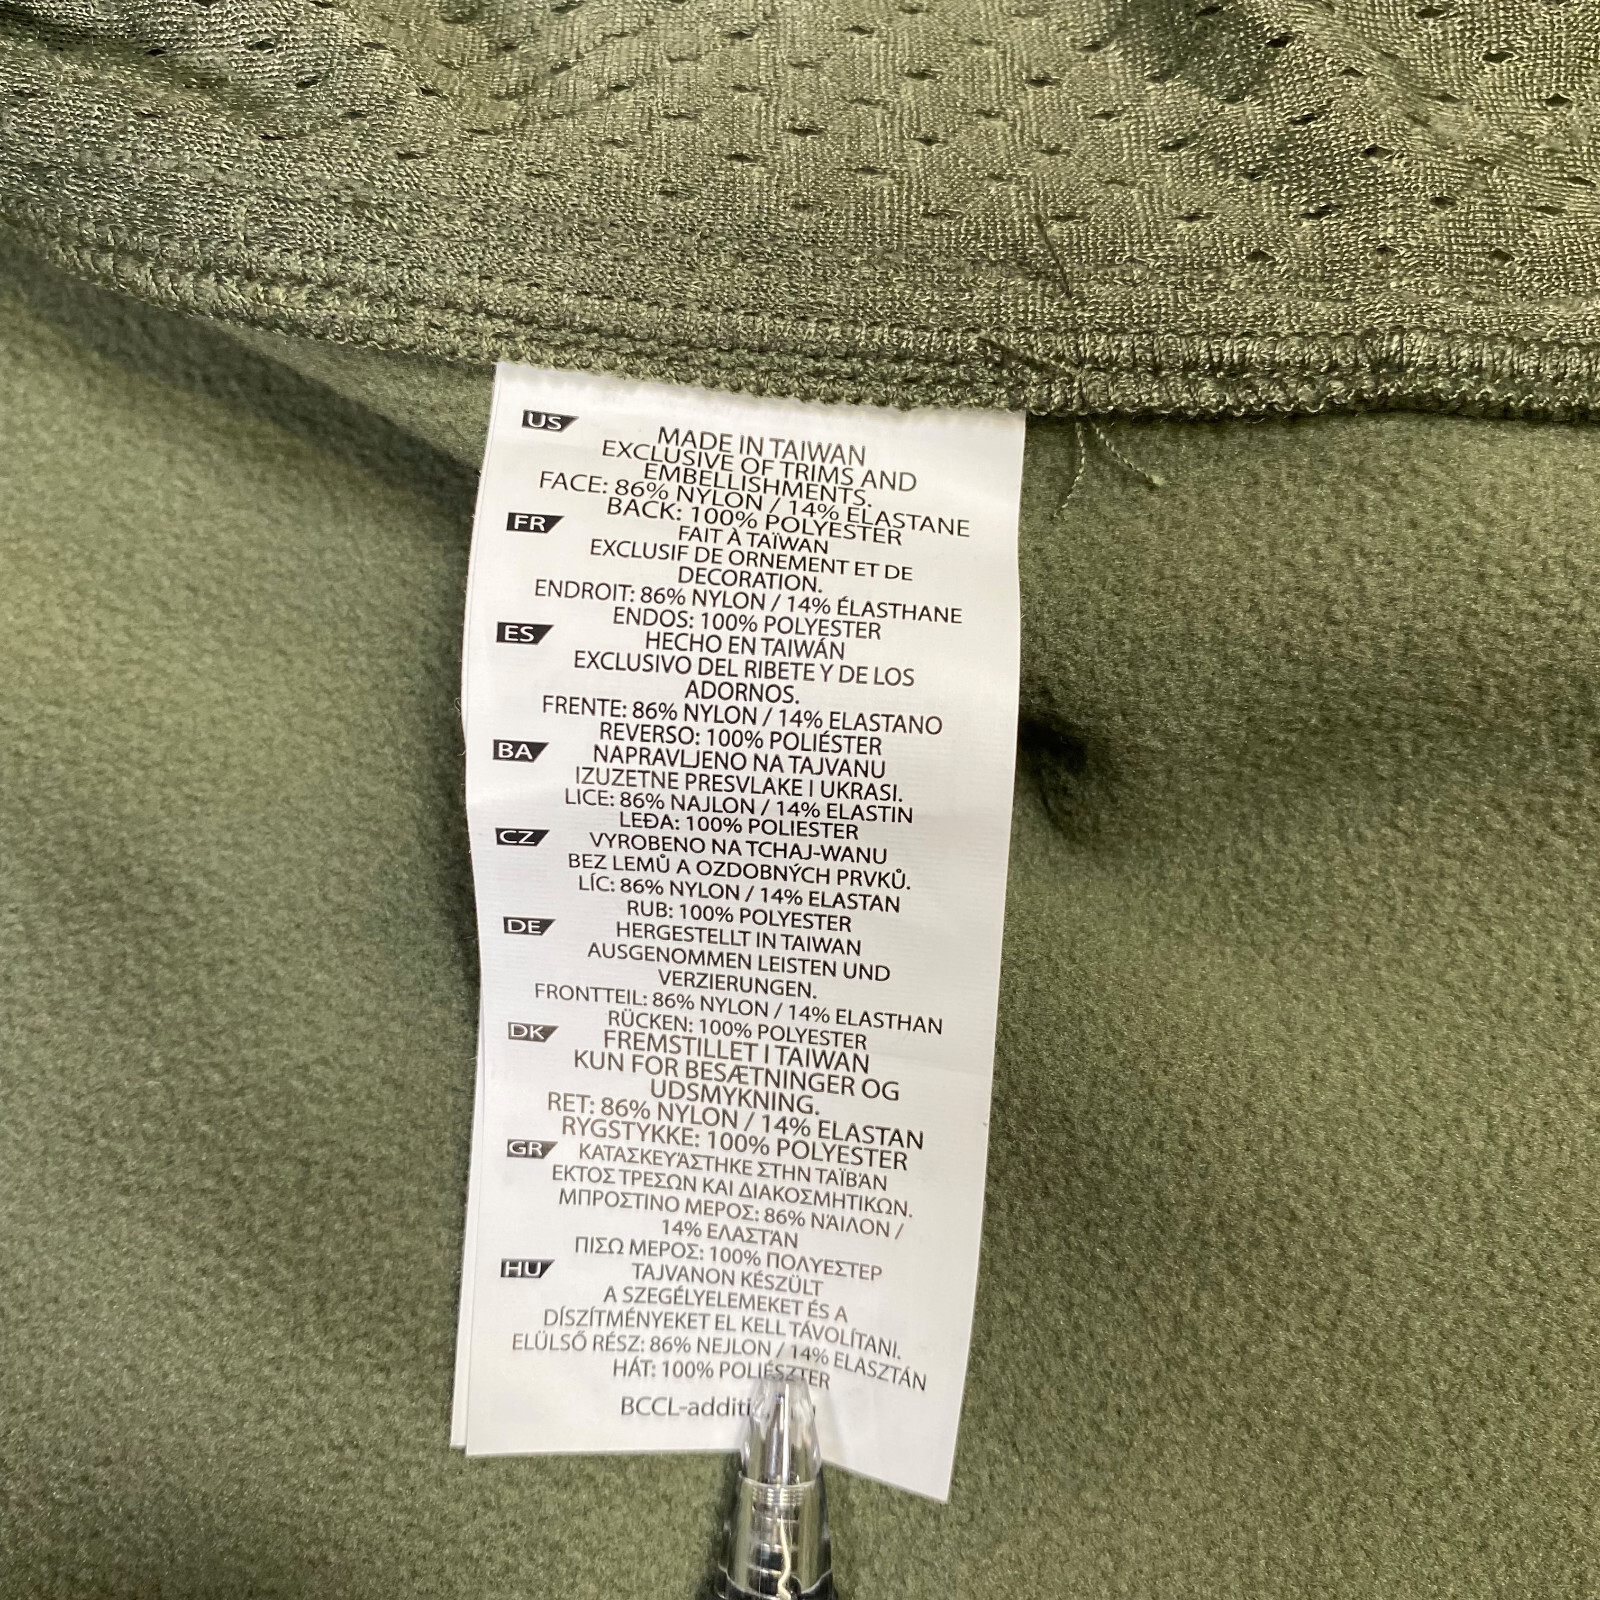 US
MADE IN TAIWAN
EXCLUSIVE OF TRIMS AND
EMBELLISHMENTS.
FACE: 86% NYLON / 14% ELASTANE
BACK: 100% POLYESTER
FR
FAIT À TAÏWAN
EXCLUSIF DE ORNEMENT ET DE
DECORATION.
ENDROIT: 86% NYLON / 14% ÉLASTHANE
ENDOS: 100% POLYESTER
ES
HECHO EN TAIWÁN
EXCLUSIVO DEL RIBETE Y DE LOS
ADORNOS.
FRENTE: 86% NYLON / 14% ELASTANO
REVERSO: 100% POLIÉSTER
BA
NAPRAVLJENO NA TAJVANU
IZUZETNE PRESVLAKE I UKRASI.
LICE: 86% NAJLON / 14% ELASTIN
LEĐA: 100% POLIESTER
CZ
VYROBENO NA TCHAJ-WANU
BEZ LEMŮ A OZDOBNÝCH PRVKŮ.
LÍC: 86% NYLON / 14% ELASTAN
RUB: 100% POLYESTER
DE
HERGESTELLT IN TAIWAN
AUSGENOMMEN LEISTEN UND
VERZIERUNGEN.
FRONTTEIL: 86% NYLON / 14% ELASTHAN
RÜCKEN: 100% POLYESTER
DK
FREMSTILLET I TAIWAN
KUN FOR BESÆTNINGER OG
UDSMYKNING.
RET: 86% NYLON / 14% ELASTAN
RYGSTYKKE: 100% POLYESTER
GR
ΚΑΤΑΣΚΕΥΆΣΤΗΚΕ ΣΤΗΝ ΤΑΪΒΆΝ
ΕΚΤΟΣ ΤΡΕΣΩΝ ΚΑΙ ΔΙΑΚΟΣΜΗΤΙΚΩΝ.
ΜΠΡΟΣΤΙΝΟ ΜΕΡΟΣ: 86% ΝΆΙΛΟΝ /
14% ΕΛΑΣΤΆΝ
ΠΙΣΩ ΜΕΡΟΣ: 100% ΠΟΛΥΕΣΤΕΡ
HU
TAJVANON KÉSZÜLT
A SZEGÉLYELEMEKET ÉS A
DÍSZÍTMÉNYEKET EL KELL TÁVOLÍTANI.
ELÜLSŐ RÉSZ: 86% NEJLON / 14% ELASZTÁN
HÁT: 100% POLIÉSZTER